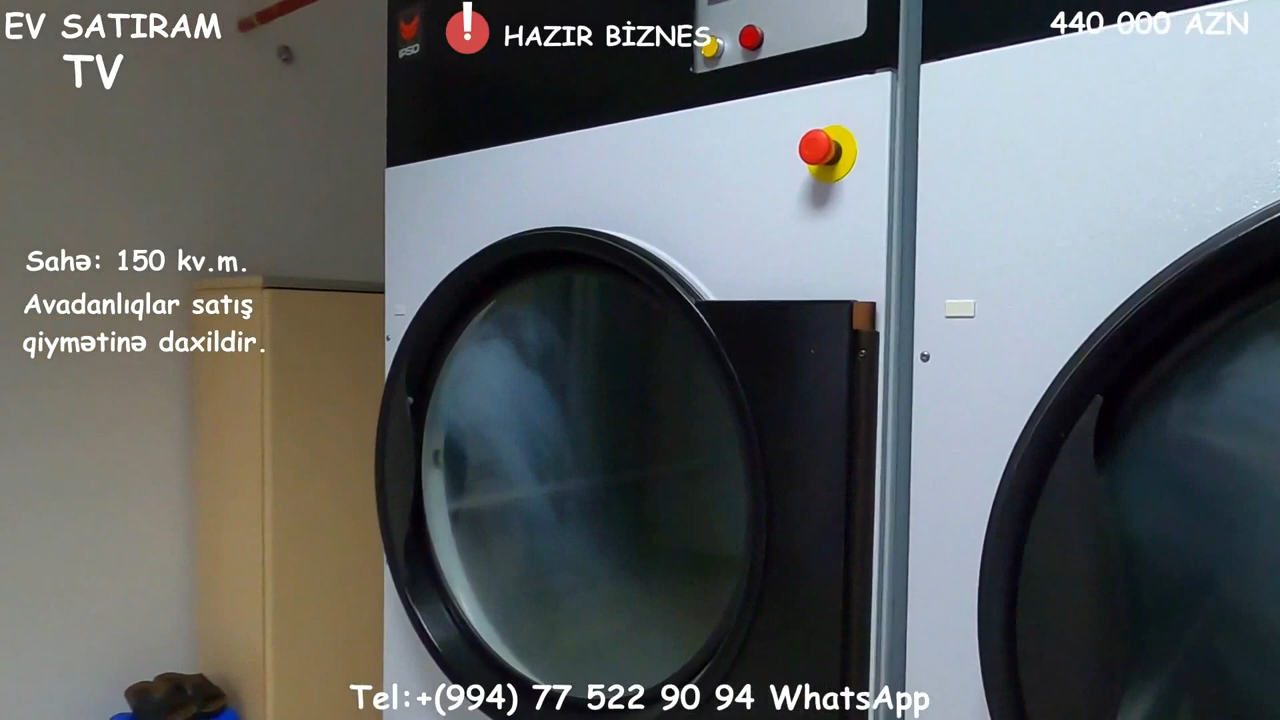 EV SATIRAM
TV
IPSO
! HAZIR BİZNES
440 000 AZN
Sahə: 150 kv.m.
Avadanlıqlar satış
qiymətinə daxildir.
Tel:+(994) 77 522 90 94 WhatsApp